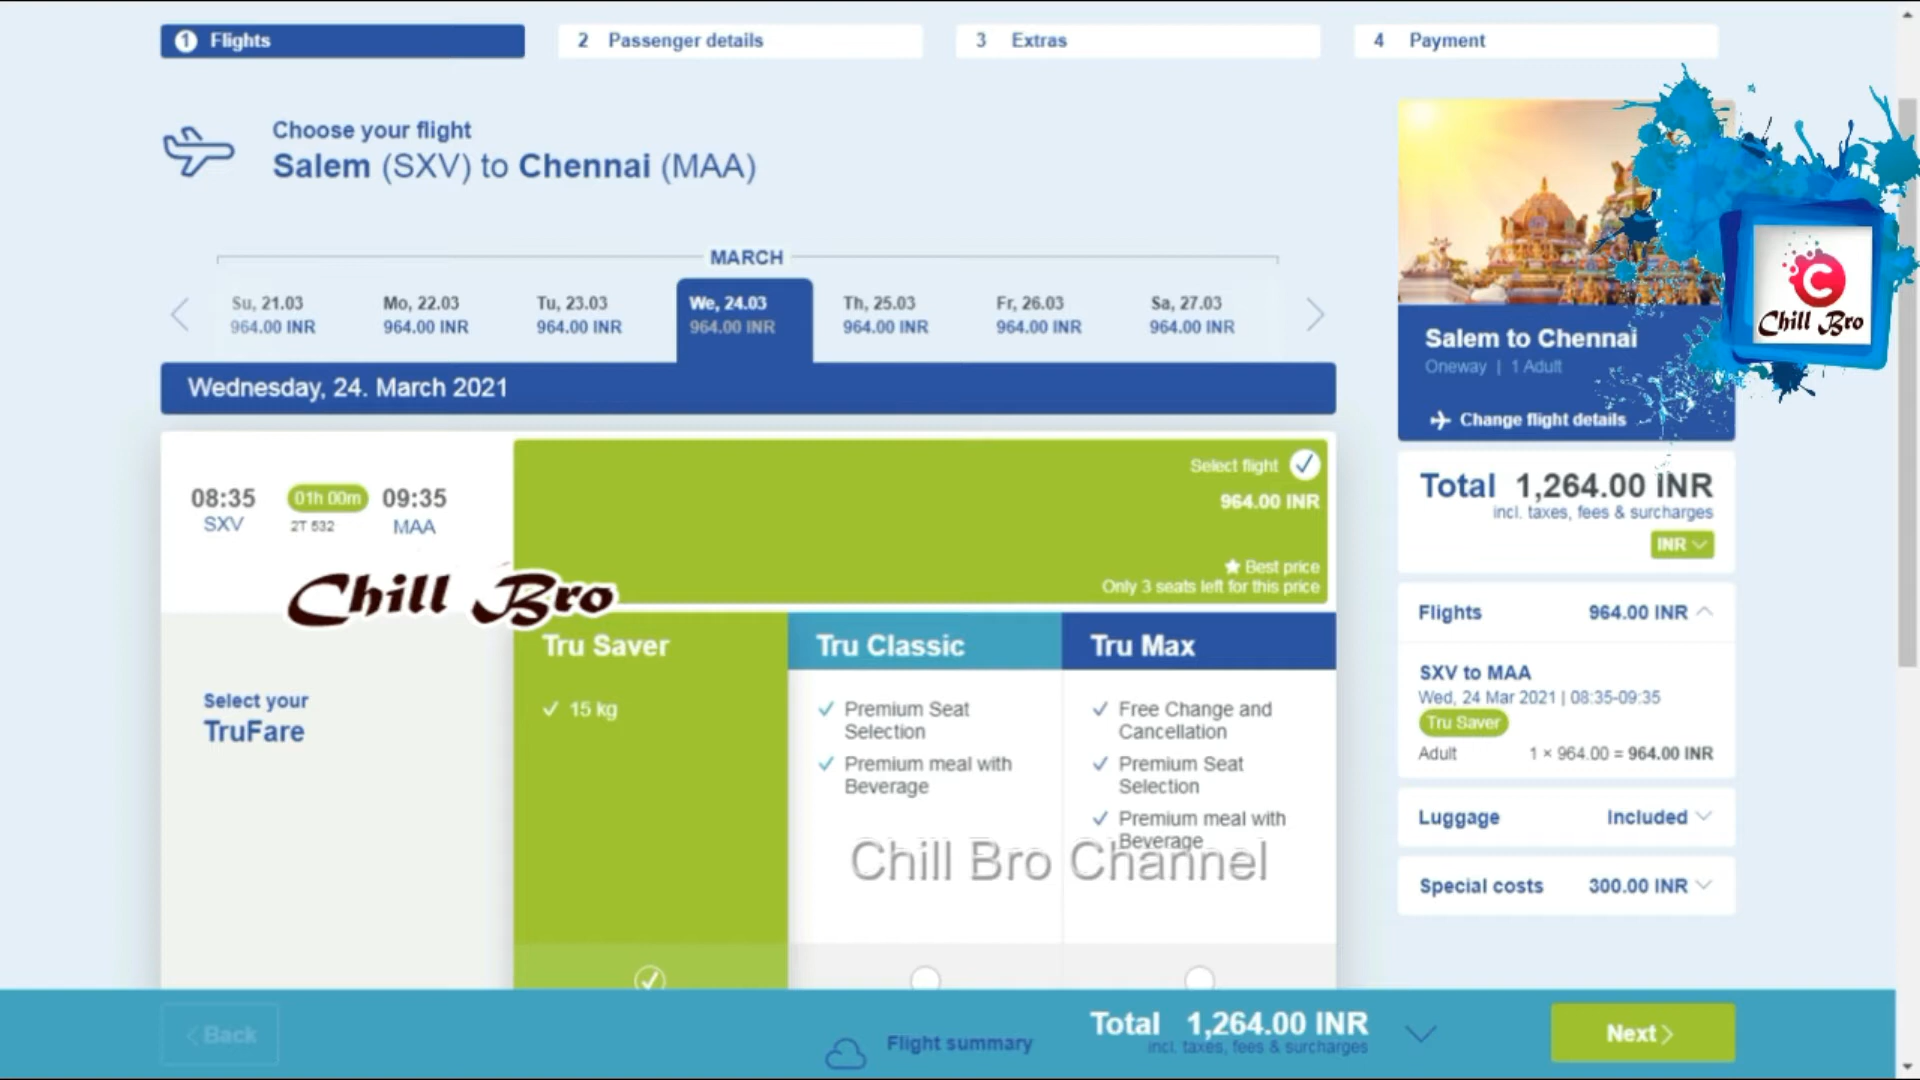 1 Flights
2 Passenger details
3 Extras
4 Payment
Choose your flight
Salem (SXV) to Chennai (MAA)
MARCH
Su, 21.03
964.00 INR
Mo, 22.03
964.00 INR
Tu, 23.03
964.00 INR
We, 24.03
964.00 INR
Th, 25.03
964.00 INR
Fr, 26.03
964.00 INR
Sa, 27.03
964.00 INR
Wednesday, 24. March 2021
08:35
SXV
01h 00m
2T 532
09:35
MAA
Select flight
964.00 INR
Best price
Only 3 seats left for this price
Chill Bro
Select your
TruFare
Tru Saver
15 kg
Tru Classic
Premium Seat
Selection
Premium meal with
Beverage
Tru Max
Free Change and
Cancellation
Premium Seat
Selection
Premium meal with
Beverage
Chill Bro Channel
C
Chill Bro
Salem to Chennai
Oneway | 1 Adult
Change flight details
Total 1,264.00 INR
incl. taxes, fees & surcharges
INR
Flights 964.00 INR
SXV to MAA
Wed, 24 Mar 2021 | 08:35-09:35
Tru Saver
Adult 1 × 964.00 = 964.00 INR
Luggage Included
Special costs 300.00 INR
Back
Flight summary
Total 1,264.00 INR
incl. taxes, fees & surcharges
Next